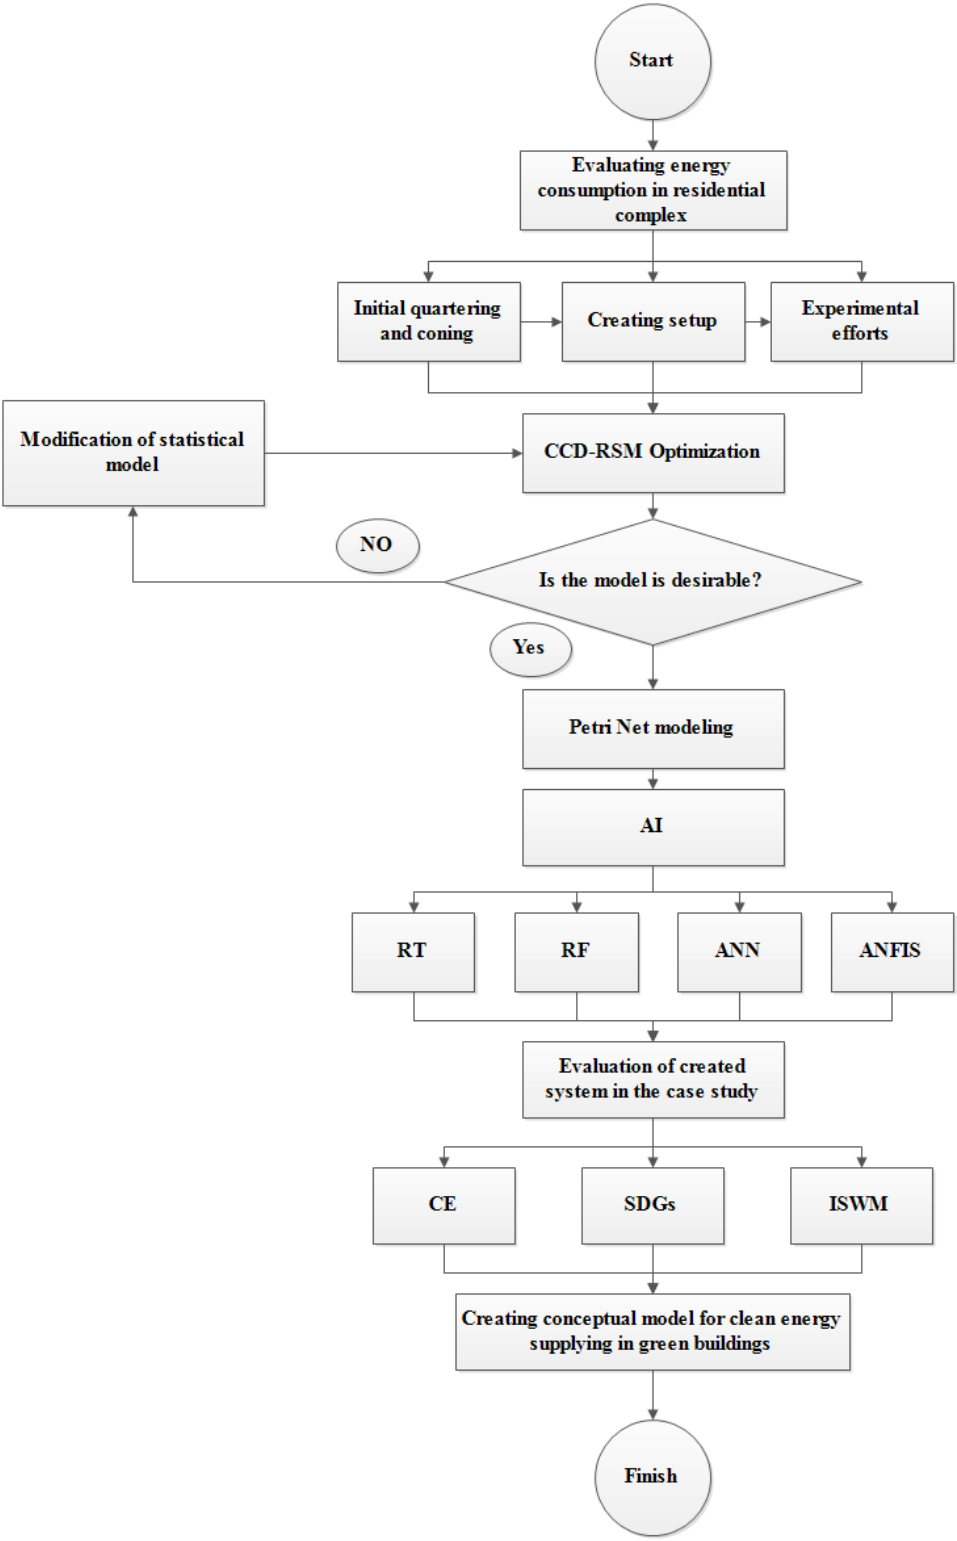 Start
Evaluating energy
consumption in residential
complex
Initial quartering
and coning
Creating setup
Experimental
efforts
Modification of statistical
model
CCD-RSM Optimization
NO
Is the model is desirable?
Yes
Petri Net modeling
AI
RT
RF
ANN
ANFIS
Evaluation of created
system in the case study
CE
SDGs
ISWM
Creating conceptual model for clean energy
supplying in green buildings
Finish